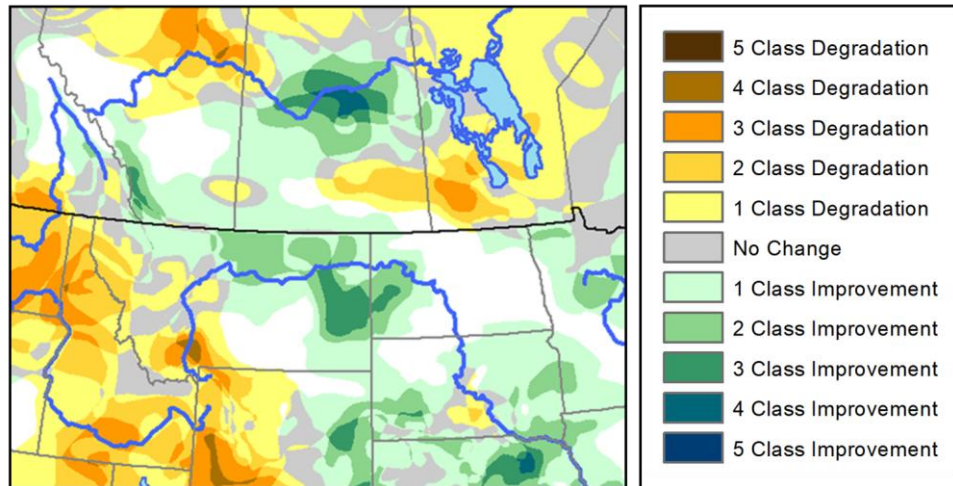 5 Class Degradation
4 Class Degradation
3 Class Degradation
2 Class Degradation
1 Class Degradation
No Change
1 Class Improvement
2 Class Improvement
3 Class Improvement
4 Class Improvement
5 Class Improvement